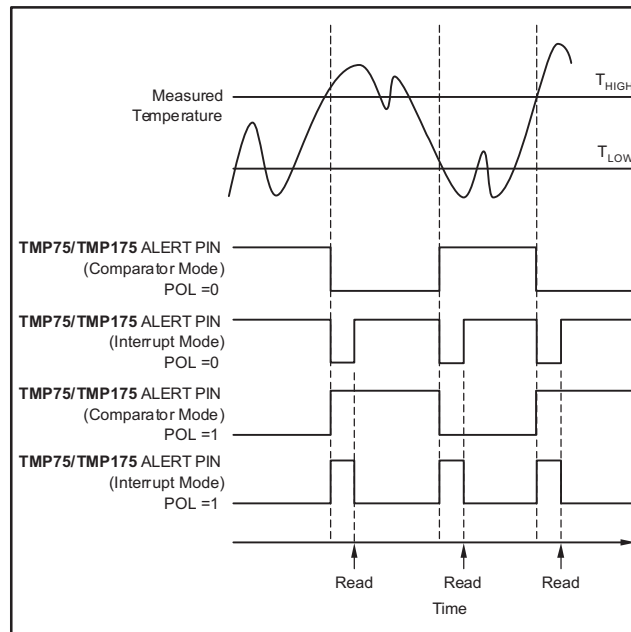 Measured
Temperature
THIGH
TLOW
TMP75/TMP175 ALERT PIN
(Comparator Mode)
POL =0
TMP75/TMP175 ALERT PIN
(Interrupt Mode)
POL =0
TMP75/TMP175 ALERT PIN
(Comparator Mode)
POL =1
TMP75/TMP175 ALERT PIN
(Interrupt Mode)
POL =1
Read Read Read
Time